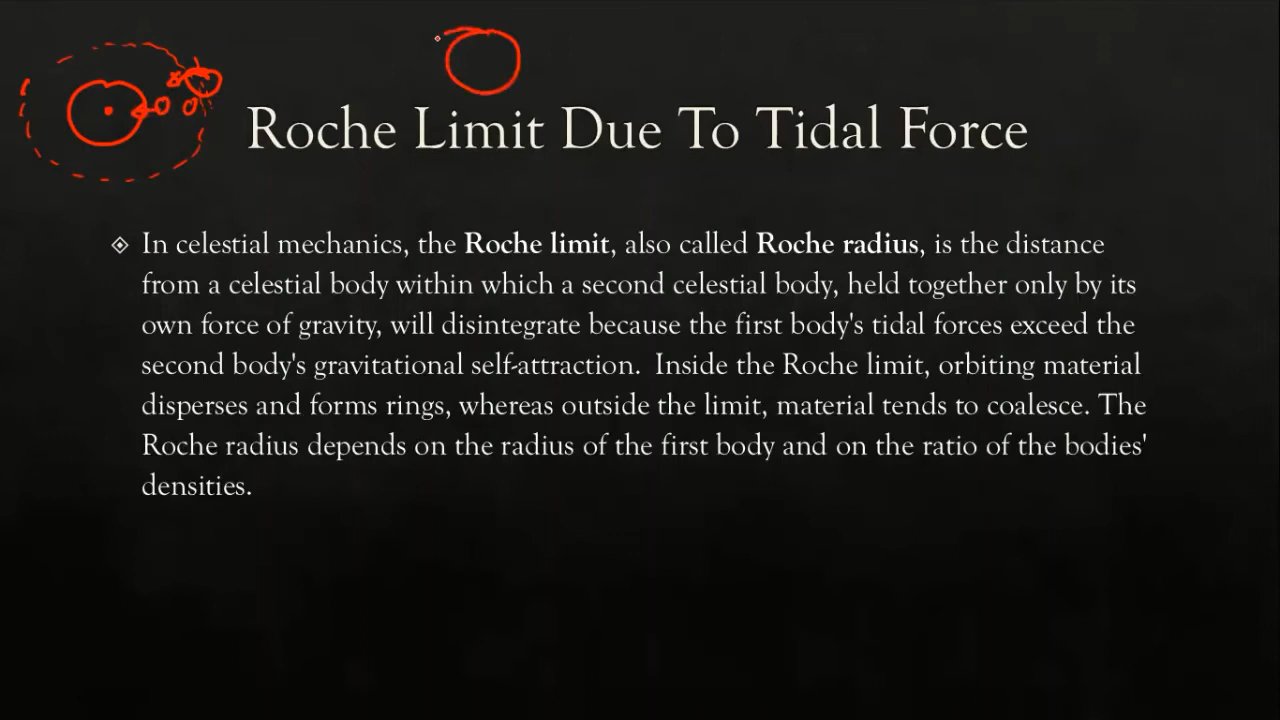 Roche Limit Due To Tidal Force
In celestial mechanics, the Roche limit, also called Roche radius, is the distance
from a celestial body within which a second celestial body, held together only by its
own force of gravity, will disintegrate because the first body's tidal forces exceed the
second body's gravitational self-attraction.  Inside the Roche limit, orbiting material
disperses and forms rings, whereas outside the limit, material tends to coalesce. The
Roche radius depends on the radius of the first body and on the ratio of the bodies'
densities.